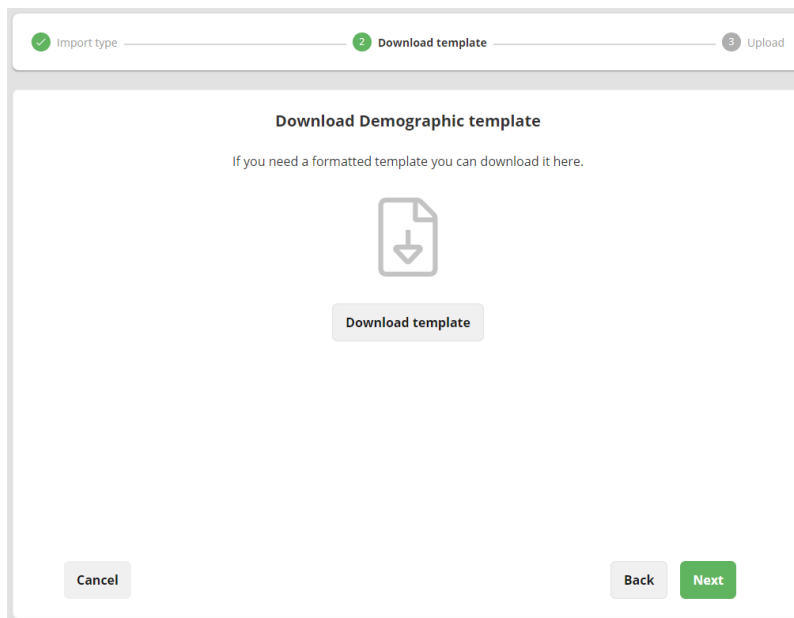 Import type
2 Download template
3 Upload
Download Demographic template
If you need a formatted template you can download it here.
Download template
Cancel
Back
Next